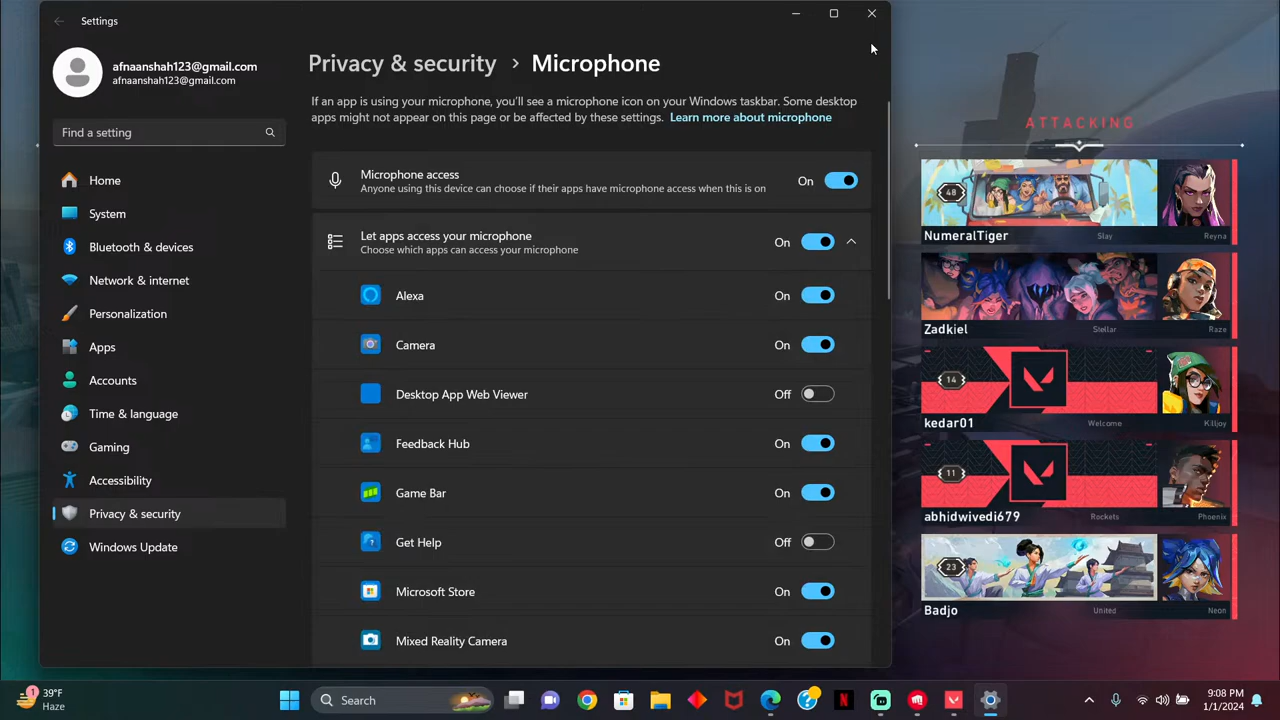 Settings
afnaanshah123@gmail.com
afnaanshah123@gmail.com
Find a setting
Home
System
Bluetooth & devices
Network & internet
Personalization
Apps
Accounts
Time & language
Gaming
Accessibility
Privacy & security
Windows Update
Privacy & security > Microphone
If an app is using your microphone, you'll see a microphone icon on your Windows taskbar. Some desktop
apps might not appear on this page or be affected by these settings. Learn more about microphone
Microphone access
Anyone using this device can choose if their apps have microphone access when this is on
On
Let apps access your microphone
Choose which apps can access your microphone
On
Alexa On
Camera On
Desktop App Web Viewer Off
Feedback Hub On
Game Bar On
Get Help Off
Microsoft Store On
Mixed Reality Camera On
ATTACKING
48
NumeralTiger Slay Reyna
Zadkiel Stellar Raze
14
kedar01 Welcome Killjoy
11
abhidwivedi679 Rockets Phoenix
23
Badjo United Neon
1
39°F
Haze
Search
9:08 PM
1/1/2024